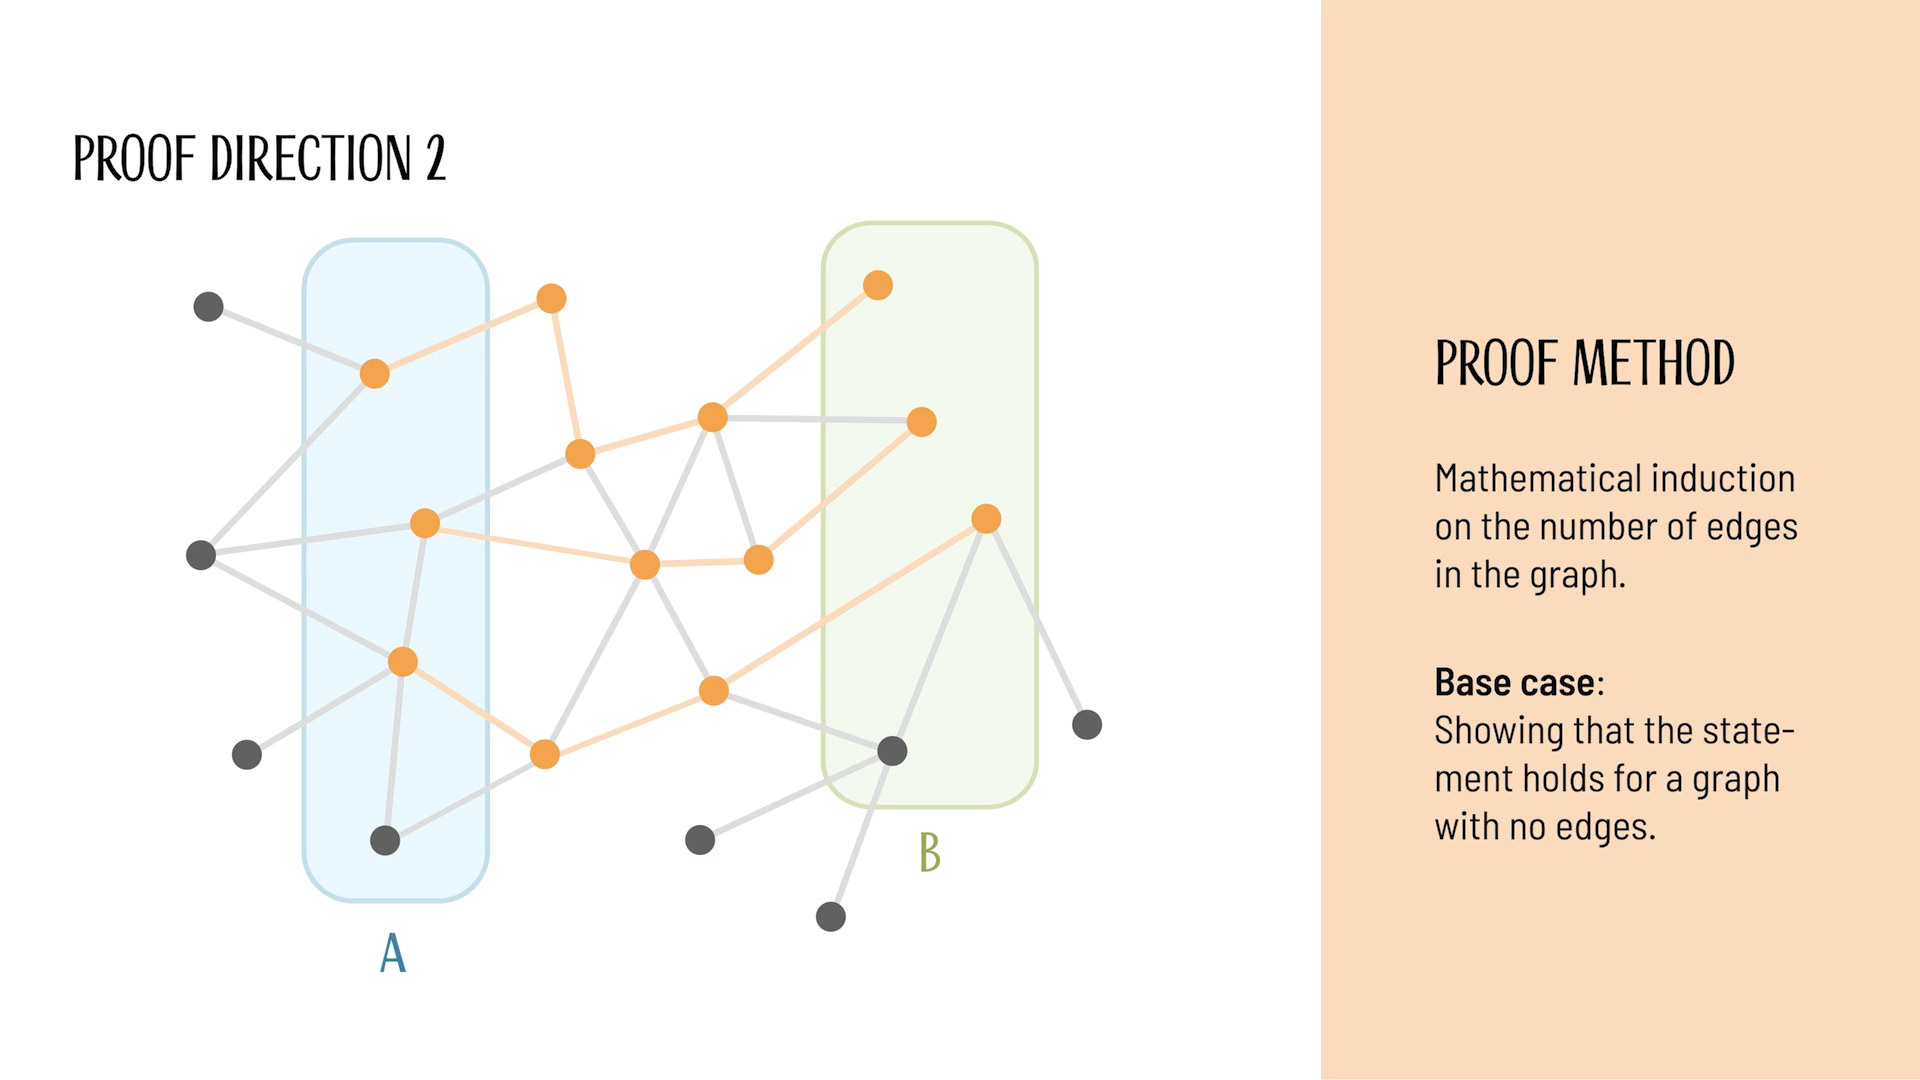 PROOF DIRECTION 2
A
B
PROOF METHOD
Mathematical induction
on the number of edges
in the graph.
Base case:
Showing that the state-
ment holds for a graph
with no edges.